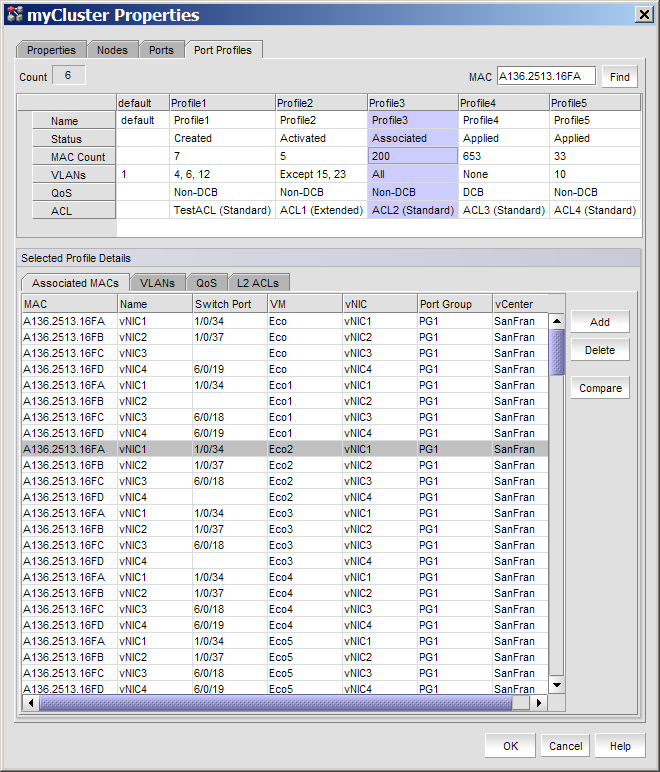 myCluster Properties
Properties Nodes Ports Port Profiles
Count 6 MAC A136.2513.16FA Find
default Profile1 Profile2 Profile3 Profile4 Profile5
Name default Profile1 Profile2 Profile3 Profile4 Profile5
Status Created Activated Associated Applied Applied
MAC Count 7 5 200 653 33
VLANs 1 4, 6, 12 Except 15, 23 All None 10
QoS Non-DCB Non-DCB Non-DCB DCB Non-DCB
ACL TestACL (Standard) ACL1 (Extended) ACL2 (Standard) ACL3 (Standard) ACL4 (Standard)
Selected Profile Details
Associated MACs VLANs QoS L2 ACLs
MAC Name Switch Port VM vNIC Port Group vCenter
A136.2513.16FA vNIC1 1/0/34 Eco vNIC1 PG1 SanFran Add
A136.2513.16FB vNIC2 1/0/37 Eco vNIC2 PG1 SanFran
A136.2513.16FC vNIC3 Eco vNIC3 PG1 SanFran Delete
A136.2513.16FD vNIC4 6/0/19 Eco vNIC4 PG1 SanFran
A136.2513.16FA vNIC1 1/0/34 Eco1 vNIC1 PG1 SanFran Compare
A136.2513.16FB vNIC2 Eco1 vNIC2 PG1 SanFran
A136.2513.16FC vNIC3 6/0/18 Eco1 vNIC3 PG1 SanFran
A136.2513.16FD vNIC4 6/0/19 Eco1 vNIC4 PG1 SanFran
A136.2513.16FA vNIC1 1/0/34 Eco2 vNIC1 PG1 SanFran
A136.2513.16FB vNIC2 1/0/37 Eco2 vNIC2 PG1 SanFran
A136.2513.16FC vNIC3 6/0/18 Eco2 vNIC3 PG1 SanFran
A136.2513.16FD vNIC4 Eco2 vNIC4 PG1 SanFran
A136.2513.16FA vNIC1 1/0/34 Eco3 vNIC1 PG1 SanFran
A136.2513.16FB vNIC2 1/0/37 Eco3 vNIC2 PG1 SanFran
A136.2513.16FC vNIC3 6/0/18 Eco3 vNIC3 PG1 SanFran
A136.2513.16FD vNIC4 Eco3 vNIC4 PG1 SanFran
A136.2513.16FA vNIC1 1/0/34 Eco4 vNIC1 PG1 SanFran
A136.2513.16FB vNIC2 1/0/37 Eco4 vNIC2 PG1 SanFran
A136.2513.16FC vNIC3 6/0/18 Eco4 vNIC3 PG1 SanFran
A136.2513.16FD vNIC4 6/0/19 Eco4 vNIC4 PG1 SanFran
A136.2513.16FA vNIC1 1/0/34 Eco5 vNIC1 PG1 SanFran
A136.2513.16FB vNIC2 1/0/37 Eco5 vNIC2 PG1 SanFran
A136.2513.16FC vNIC3 6/0/18 Eco5 vNIC3 PG1 SanFran
A136.2513.16FD vNIC4 6/0/19 Eco5 vNIC4 PG1 SanFran
OK Cancel Help